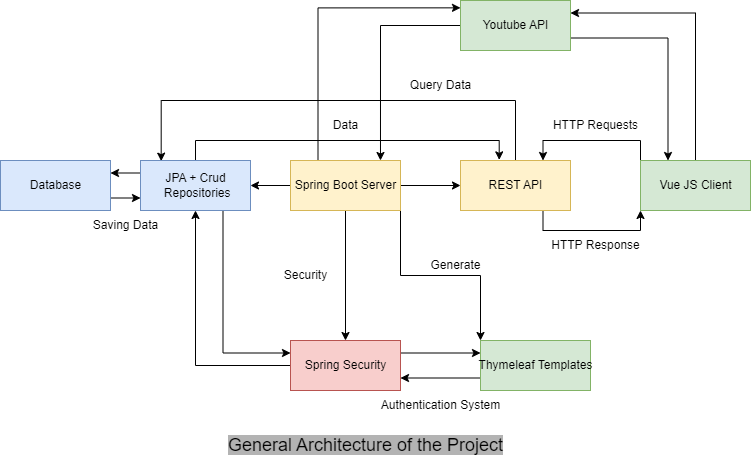 Youtube API
Query Data
Data
HTTP Requests
Database
JPA + Crud
Repositories
Spring Boot Server
REST API
Vue JS Client
Saving Data
HTTP Response
Security
Generate
Spring Security
Thymeleaf Templates
Authentication System
General Architecture of the Project